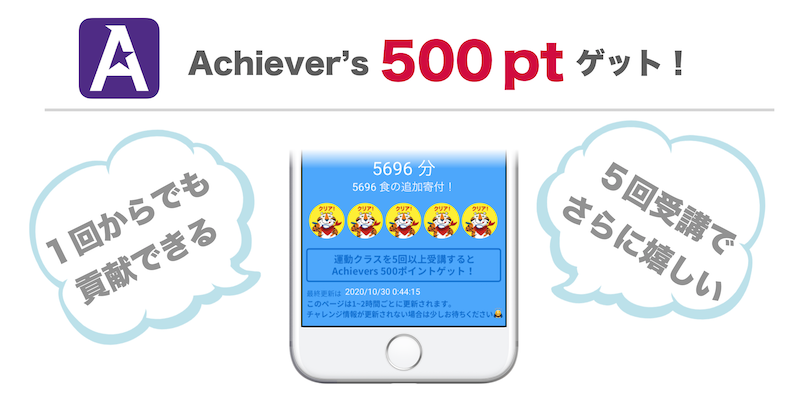 A
Achiever’s 500 pt ゲット！
1回からでも
貢献できる
5696 分
5696 食の追加寄付！
クリア！ クリア！ クリア！ クリア！ クリア！
運動クラスを5回以上受講すると
Achievers 500ポイントゲット！
最終更新は 2020/10/30 0:44:15
このページは1~2時間ごとに更新されます。
チャレンジ情報が更新されない場合は少しお待ちください
５回受講で
さらに嬉しい